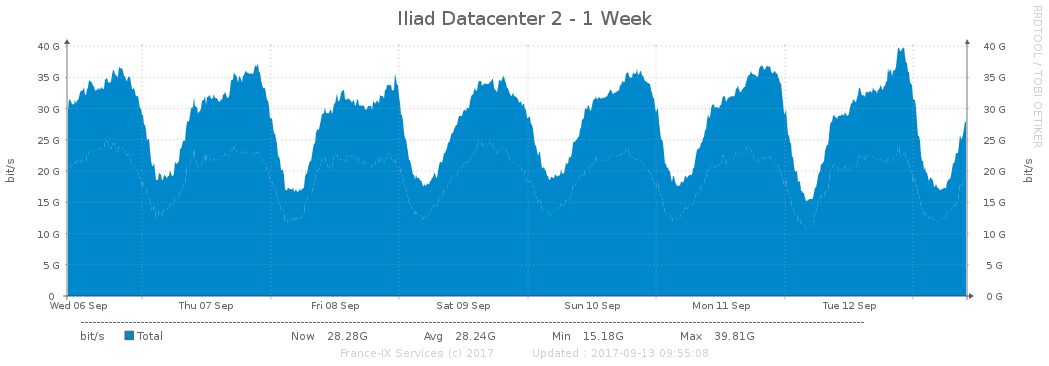 Iliad Datacenter 2 - 1 Week
RRDTOOL / TOBI OETIKER
40 G 40 G
35 G 35 G
30 G 30 G
25 G 25 G
20 G 20 G
15 G 15 G
10 G 10 G
5 G 5 G
0 0 G
bit/s bit/s
Wed 06 Sep Thu 07 Sep Fri 08 Sep Sat 09 Sep Sun 10 Sep Mon 11 Sep Tue 12 Sep
bit/s Total Now 28.28G Avg 28.24G Min 15.18G Max 39.81G
France-IX Services (c) 2017 Updated : 2017-09-13 09:55:08